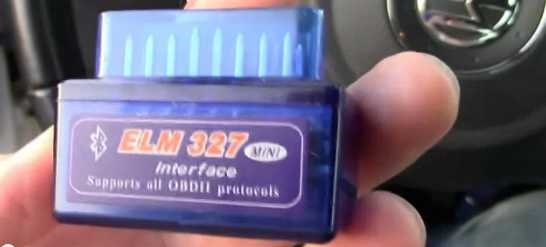 ELM 327 MINI
Interface
Supports all OBDII protocols